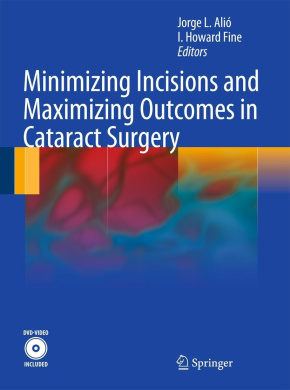 Jorge L. Alió
I. Howard Fine
Editors
Minimizing Incisions and
Maximizing Outcomes in
Cataract Surgery
DVD-VIDEO
INCLUDED
Springer